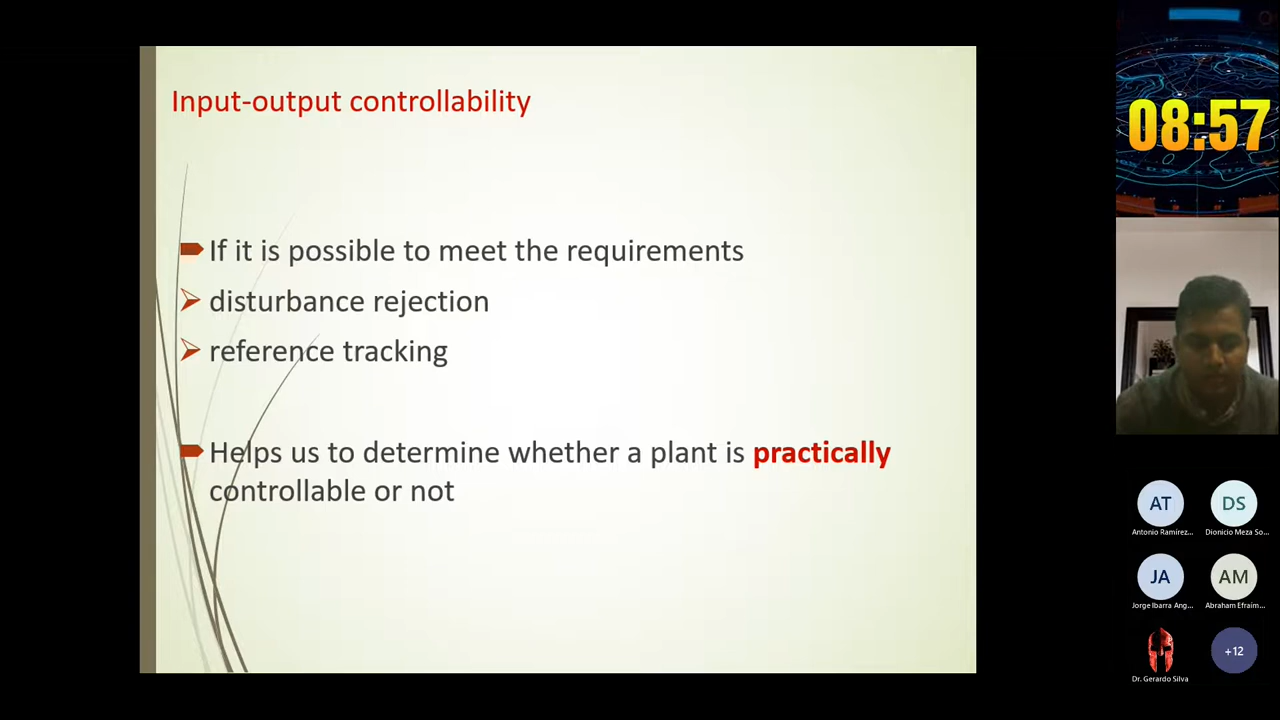 Input-output controllability
If it is possible to meet the requirements
disturbance rejection
reference tracking
Helps us to determine whether a plant is practically
controllable or not
08:57
AT
DS
Antonio Ramirez...
Dionicio Meza So...
JA
AM
Jorge Ibarra Ang...
Abraham Efraím...
+12
Dr. Gerardo Silva